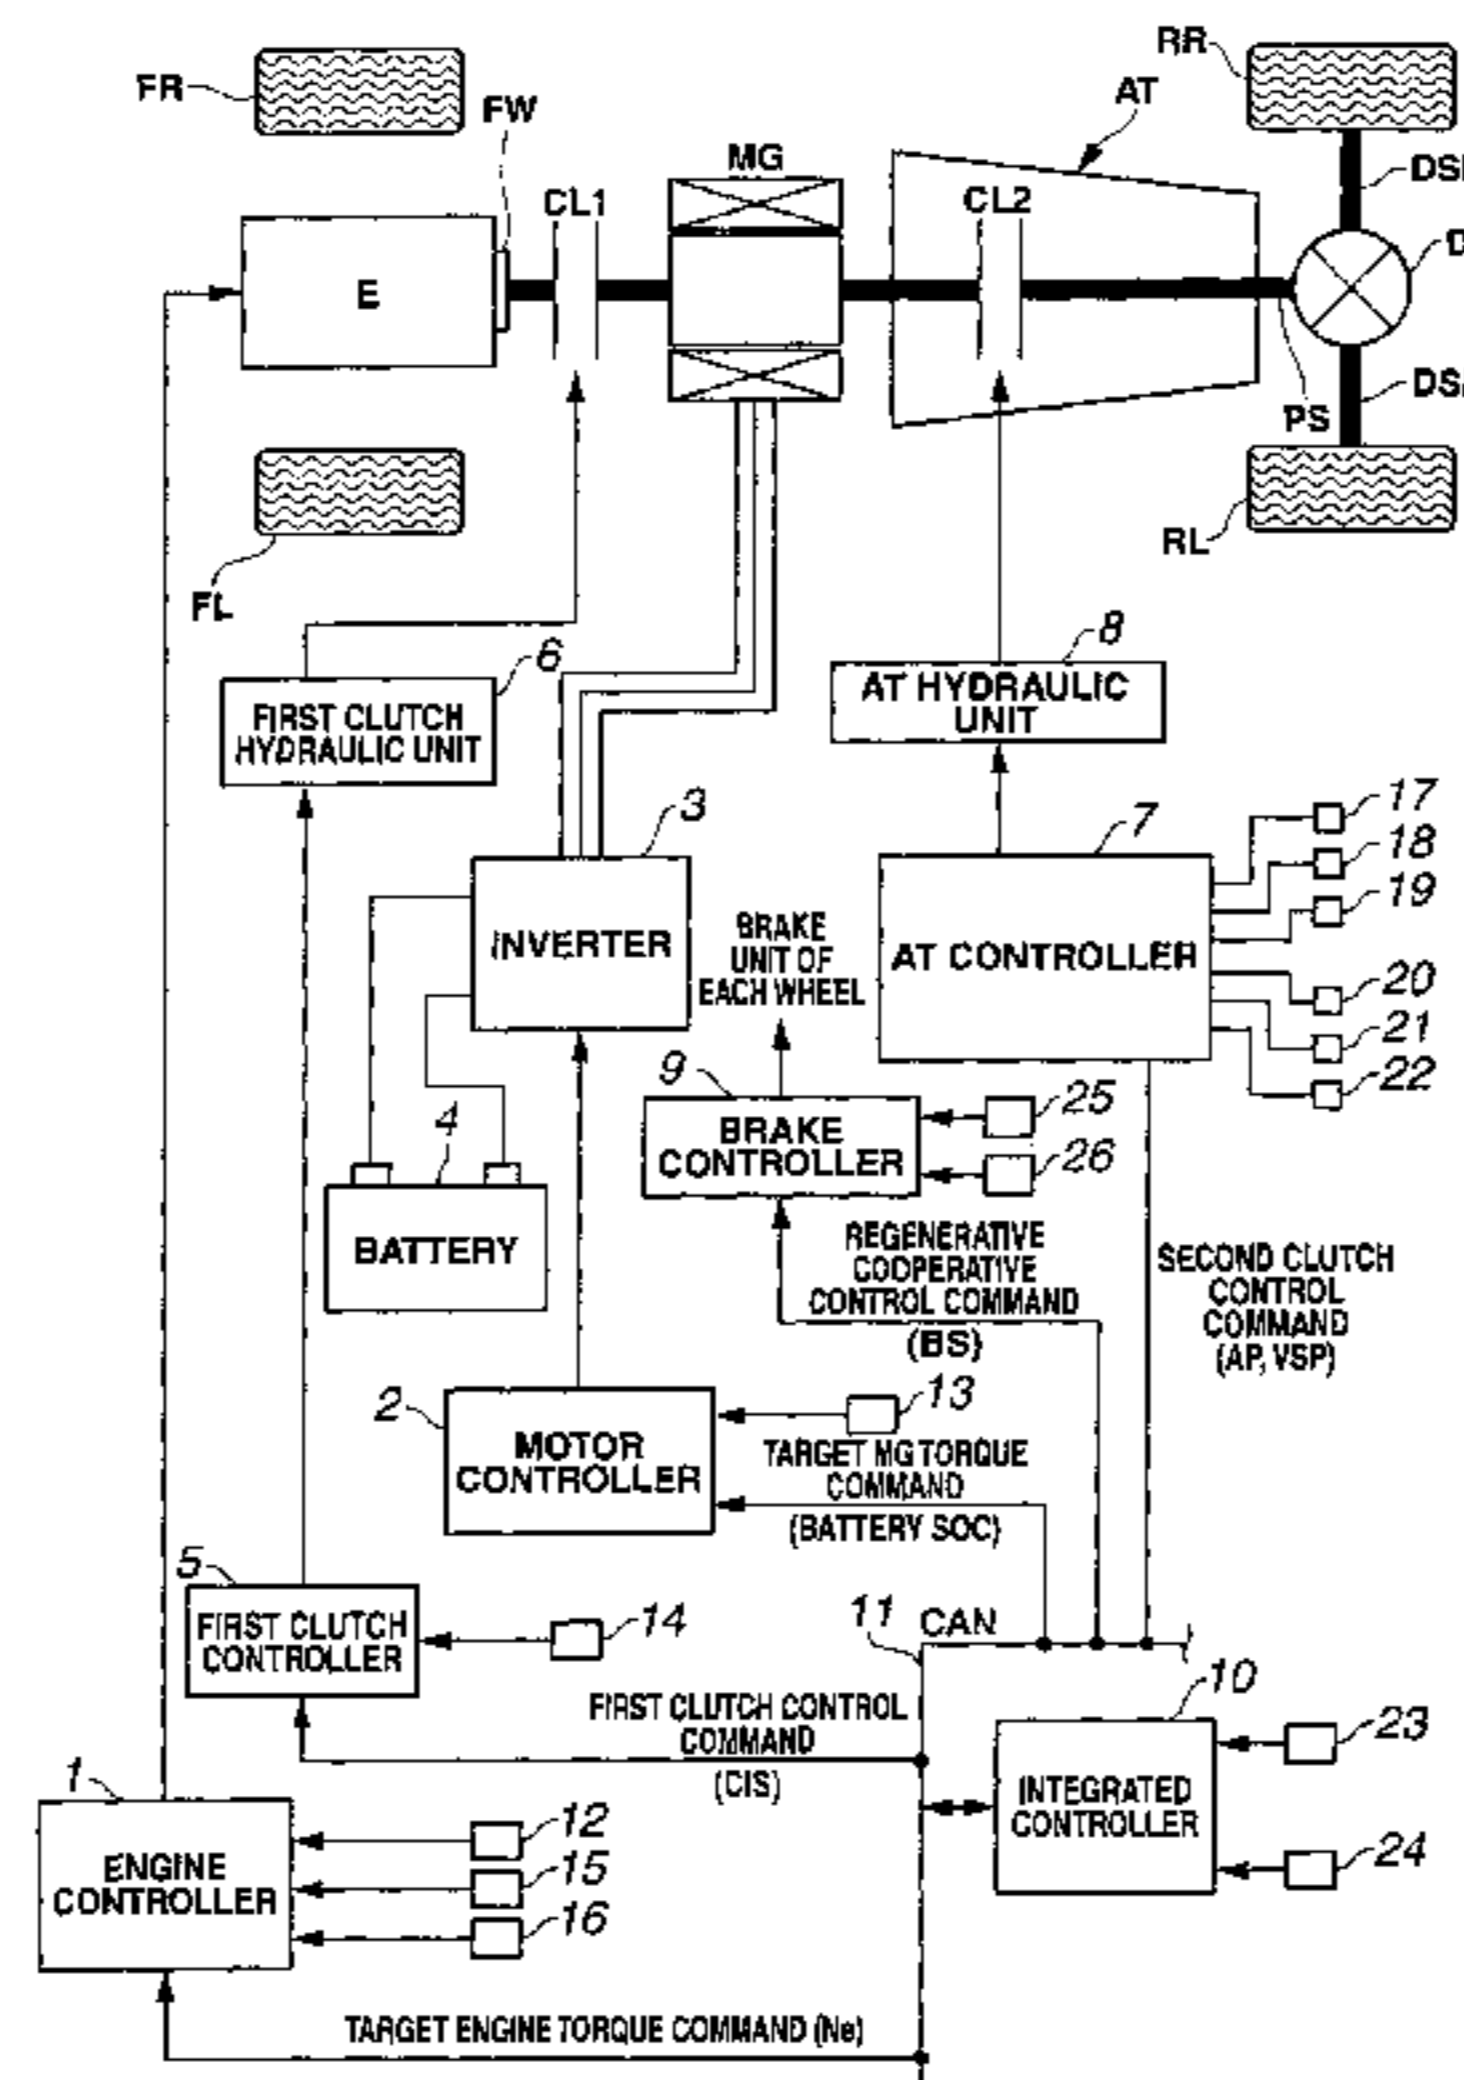 FR
FW
MG
AT
RR
CL1
CL2
E
PS
RL
FL
6
FIRST CLUTCH
HYDRAULIC UNIT
8
AT HYDRAULIC
UNIT
3
INVERTER
7
AT CONTROLLER
17
18
19
20
21
22
BRAKE
UNIT OF
EACH WHEEL
4
BATTERY
9
BRAKE
CONTROLLER
25
26
REGENERATIVE
COOPERATIVE
CONTROL COMMAND
(BS)
SECOND CLUTCH
CONTROL
COMMAND
(AP, VSP)
2
MOTOR
CONTROLLER
13
TARGET MG TORQUE
COMMAND
(BATTERY SOC)
5
FIRST CLUTCH
CONTROLLER
14
11
CAN
10
INTEGRATED
CONTROLLER
23
24
FIRST CLUTCH CONTROL
COMMAND
(CIS)
1
ENGINE
CONTROLLER
12
15
16
TARGET ENGINE TORQUE COMMAND (Ne)